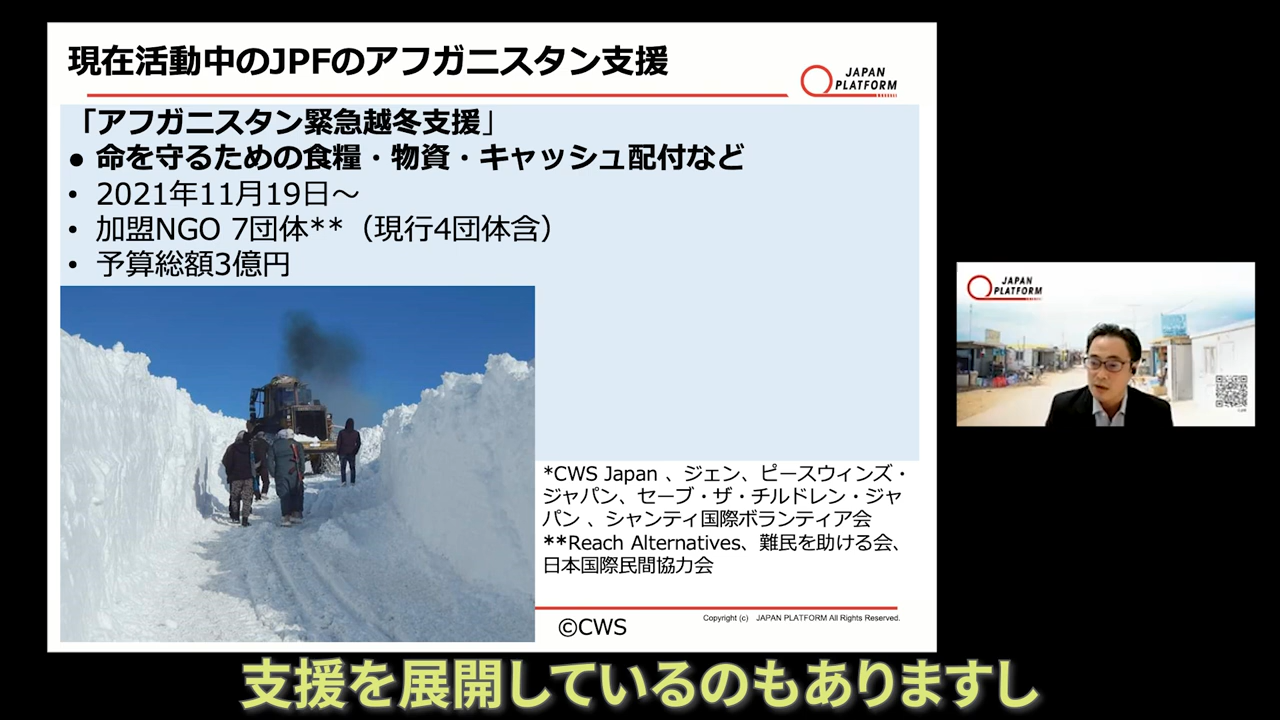 現在活動中のJPFのアフガニスタン支援
JAPAN
PLATFORM
「アフガニスタン緊急越冬支援」
● 命を守るための食糧・物資・キャッシュ配付など
• 2021年11月19日～
• 加盟NGO 7団体**（現行4団体含）
• 予算総額3億円
*CWS Japan 、ジェン、ピースウィンズ・
ジャパン、セーブ・ザ・チルドレン・ジャ
パン 、シャンティ国際ボランティア会
**Reach Alternatives、難民を助ける会、
日本国際民間協力会
©CWS
Copyright (c) JAPAN PLATFORM All Rights Reserved.
JAPAN
PLATFORM
支援を展開しているのもありますし